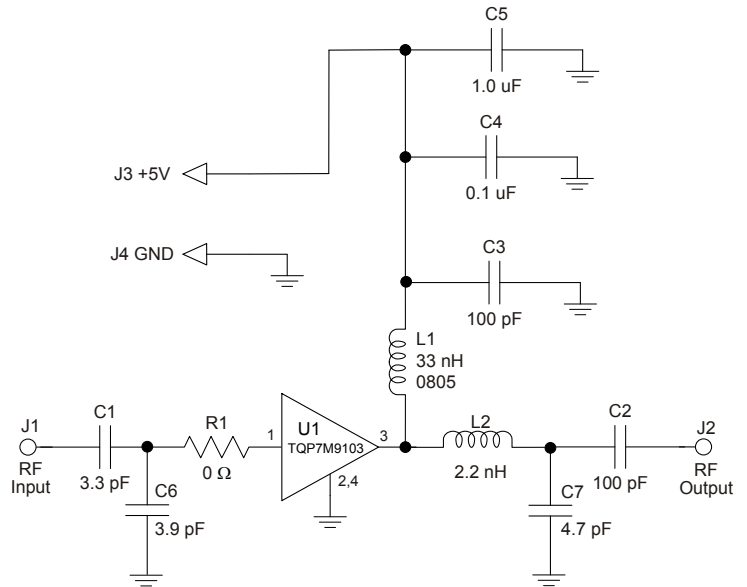 C5
1.0 uF
C4
0.1 uF
J3 +5V
J4 GND
C3
100 pF
L1
33 nH
0805
J1
RF
Input
C1
3.3 pF
R1
0 Ω
C6
3.9 pF
1
U1
TQP7M9103
3
2,4
L2
2.2 nH
C2
100 pF
C7
4.7 pF
J2
RF
Output